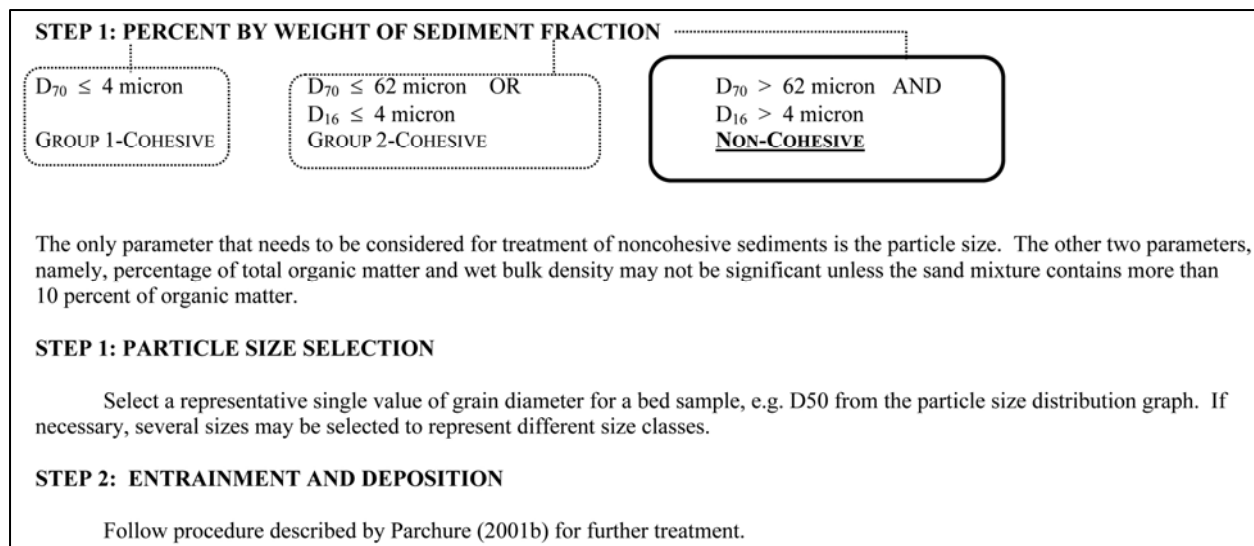 STEP 1: PERCENT BY WEIGHT OF SEDIMENT FRACTION
D70 ≤ 4 micron
GROUP 1-COHESIVE
D70 ≤ 62 micron OR
D16 ≤ 4 micron
GROUP 2-COHESIVE
D70 > 62 micron AND
D16 > 4 micron
NON-COHESIVE
The only parameter that needs to be considered for treatment of noncohesive sediments is the particle size. The other two parameters,
namely, percentage of total organic matter and wet bulk density may not be significant unless the sand mixture contains more than
10 percent of organic matter.
STEP 1: PARTICLE SIZE SELECTION
Select a representative single value of grain diameter for a bed sample, e.g. D50 from the particle size distribution graph. If
necessary, several sizes may be selected to represent different size classes.
STEP 2: ENTRAINMENT AND DEPOSITION
Follow procedure described by Parchure (2001b) for further treatment.